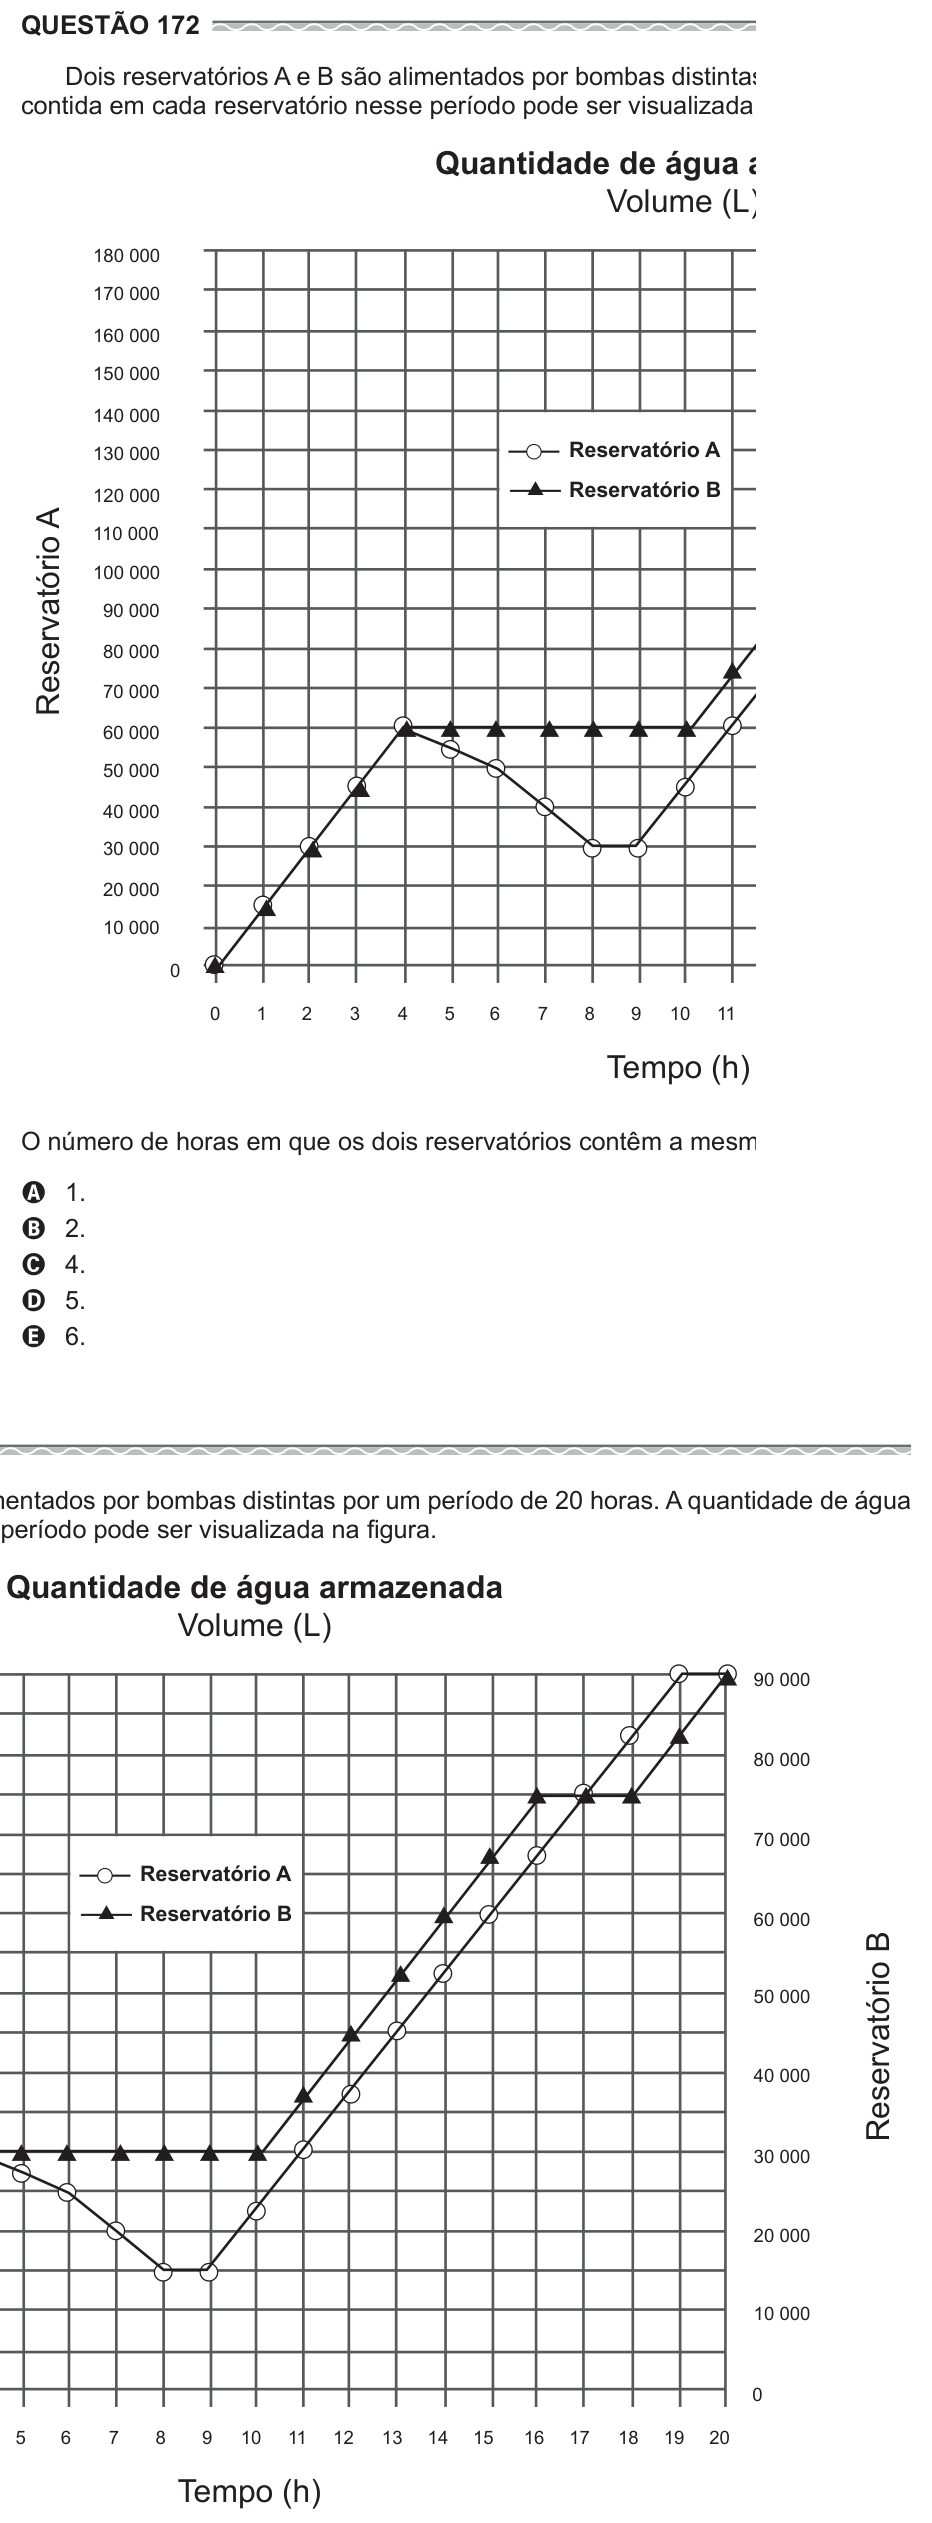 QUESTÃO 172
Dois reservatórios A e B são alimentados por bombas distintas
contida em cada reservatório nesse período pode ser visualizada
Quantidade de água a
Volume (L)
180 000
170 000
160 000
150 000
140 000
130 000
120 000
110 000
100 000
90 000
80 000
70 000
60 000
50 000
40 000
30 000
20 000
10 000
0
Reservatório A
Reservatório A
Reservatório B
0 1 2 3 4 5 6 7 8 9 10 11
Tempo (h)
O número de horas em que os dois reservatórios contêm a mesm
A 1.
B 2.
C 4.
D 5.
E 6.
mentados por bombas distintas por um período de 20 horas. A quantidade de água
período pode ser visualizada na figura.
Quantidade de água armazenada
Volume (L)
Reservatório A
Reservatório B
90 000
80 000
70 000
60 000
50 000
40 000
30 000
20 000
10 000
0
Reservatório B
5 6 7 8 9 10 11 12 13 14 15 16 17 18 19 20
Tempo (h)